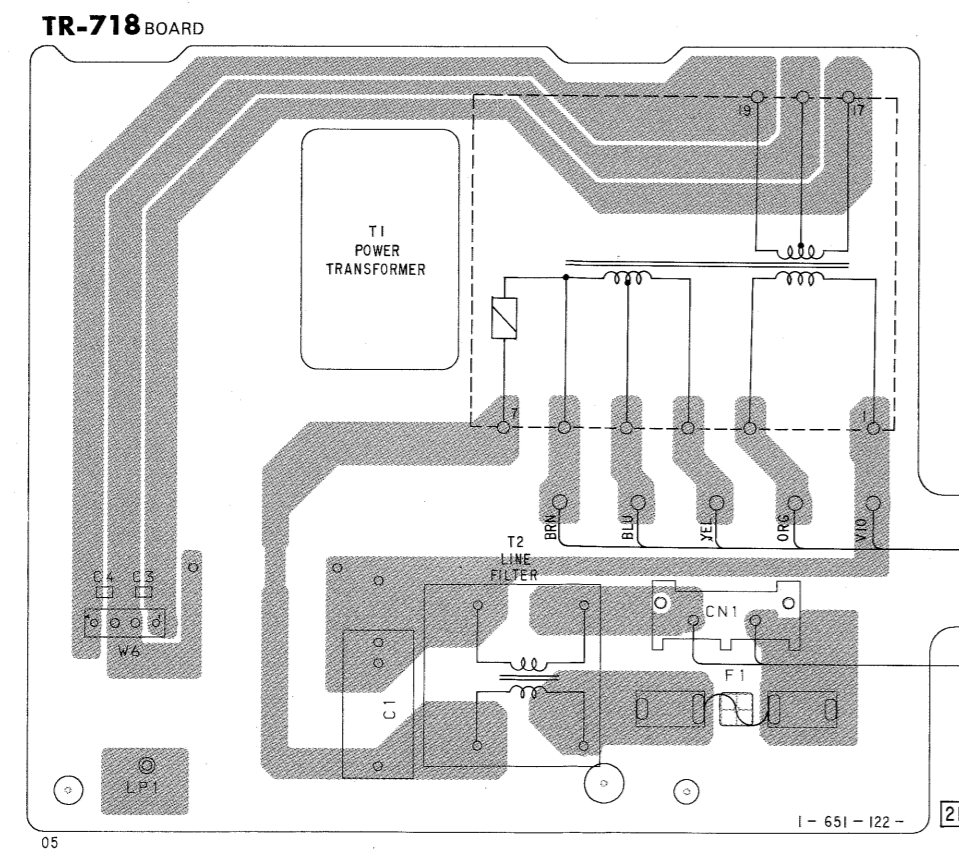 TR-718 BOARD
19 17
T1
POWER
TRANSFORMER
7 1
BRN BLU YEL ORG VIO
T2
LINE
FILTER
C4 C3
CN1
W6
F1
C1
LP1
1-651-122-
21
05